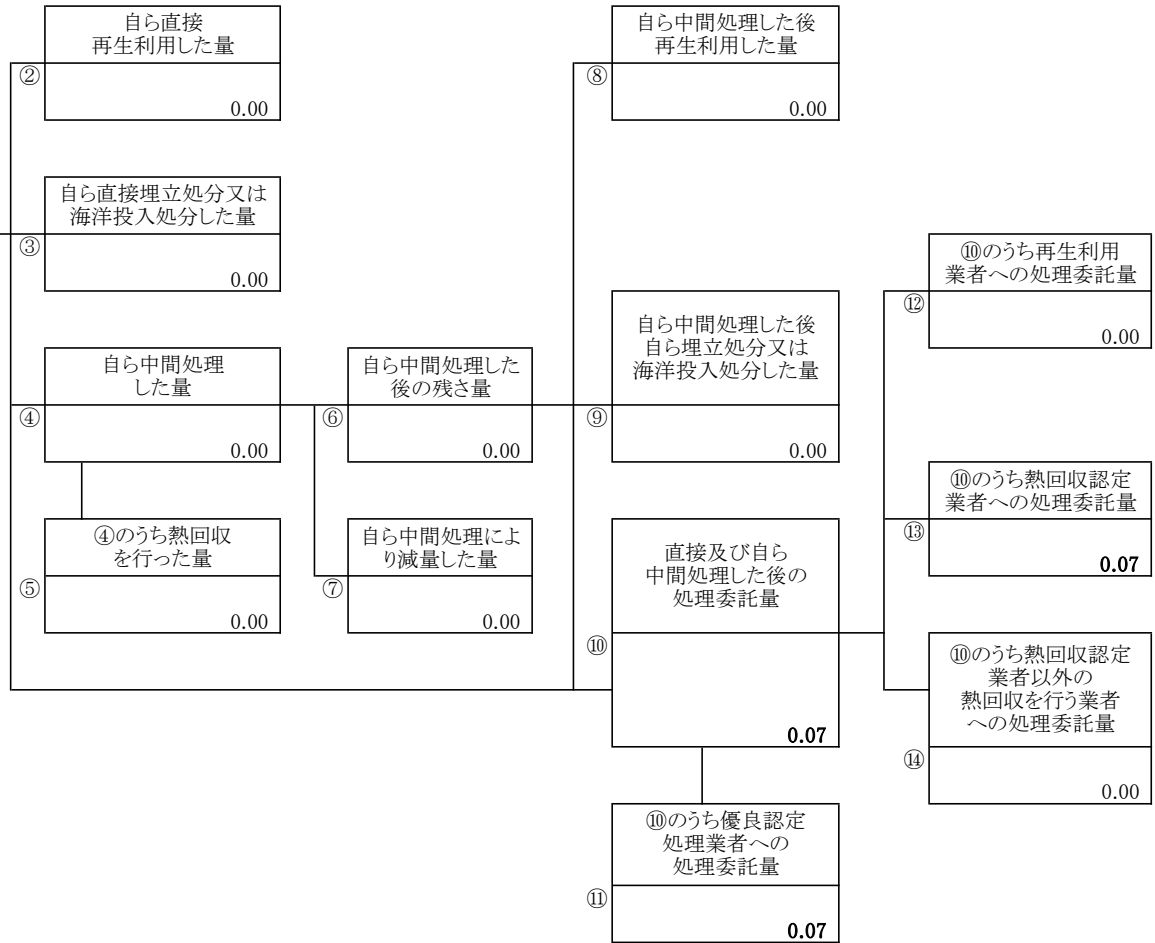 自ら直接
再生利用した量
②
0.00
自ら直接埋立処分又は
海洋投入処分した量
③
0.00
自ら中間処理
した量
④
0.00
④のうち熱回収
を行った量
⑤
0.00
自ら中間処理した
後の残さ量
⑥
0.00
自ら中間処理によ
り減量した量
⑦
0.00
自ら中間処理した後
再生利用した量
⑧
0.00
自ら中間処理した後
自ら埋立処分又は
海洋投入処分した量
⑨
0.00
直接及び自ら
中間処理した後の
処理委託量
⑩
0.07
⑩のうち優良認定
処理業者への
処理委託量
⑪
0.07
⑩のうち再生利用
業者への処理委託量
⑫
0.00
⑩のうち熱回収認定
業者への処理委託量
⑬
0.07
⑩のうち熱回収認定
業者以外の
熱回収を行う業者
への処理委託量
⑭
0.00